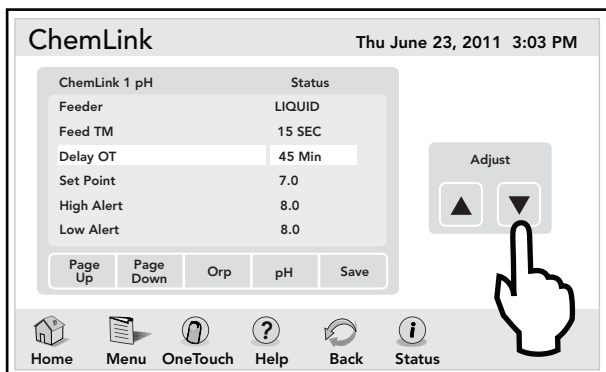 ChemLink
Thu June 23, 2011 3:03 PM
ChemLink 1 pH Status
Feeder LIQUID
Feed TM 15 SEC
Delay OT 45 Min
Set Point 7.0
High Alert 8.0
Low Alert 8.0
Page Up Page Down Orp pH Save
Adjust
Home Menu OneTouch Help Back Status